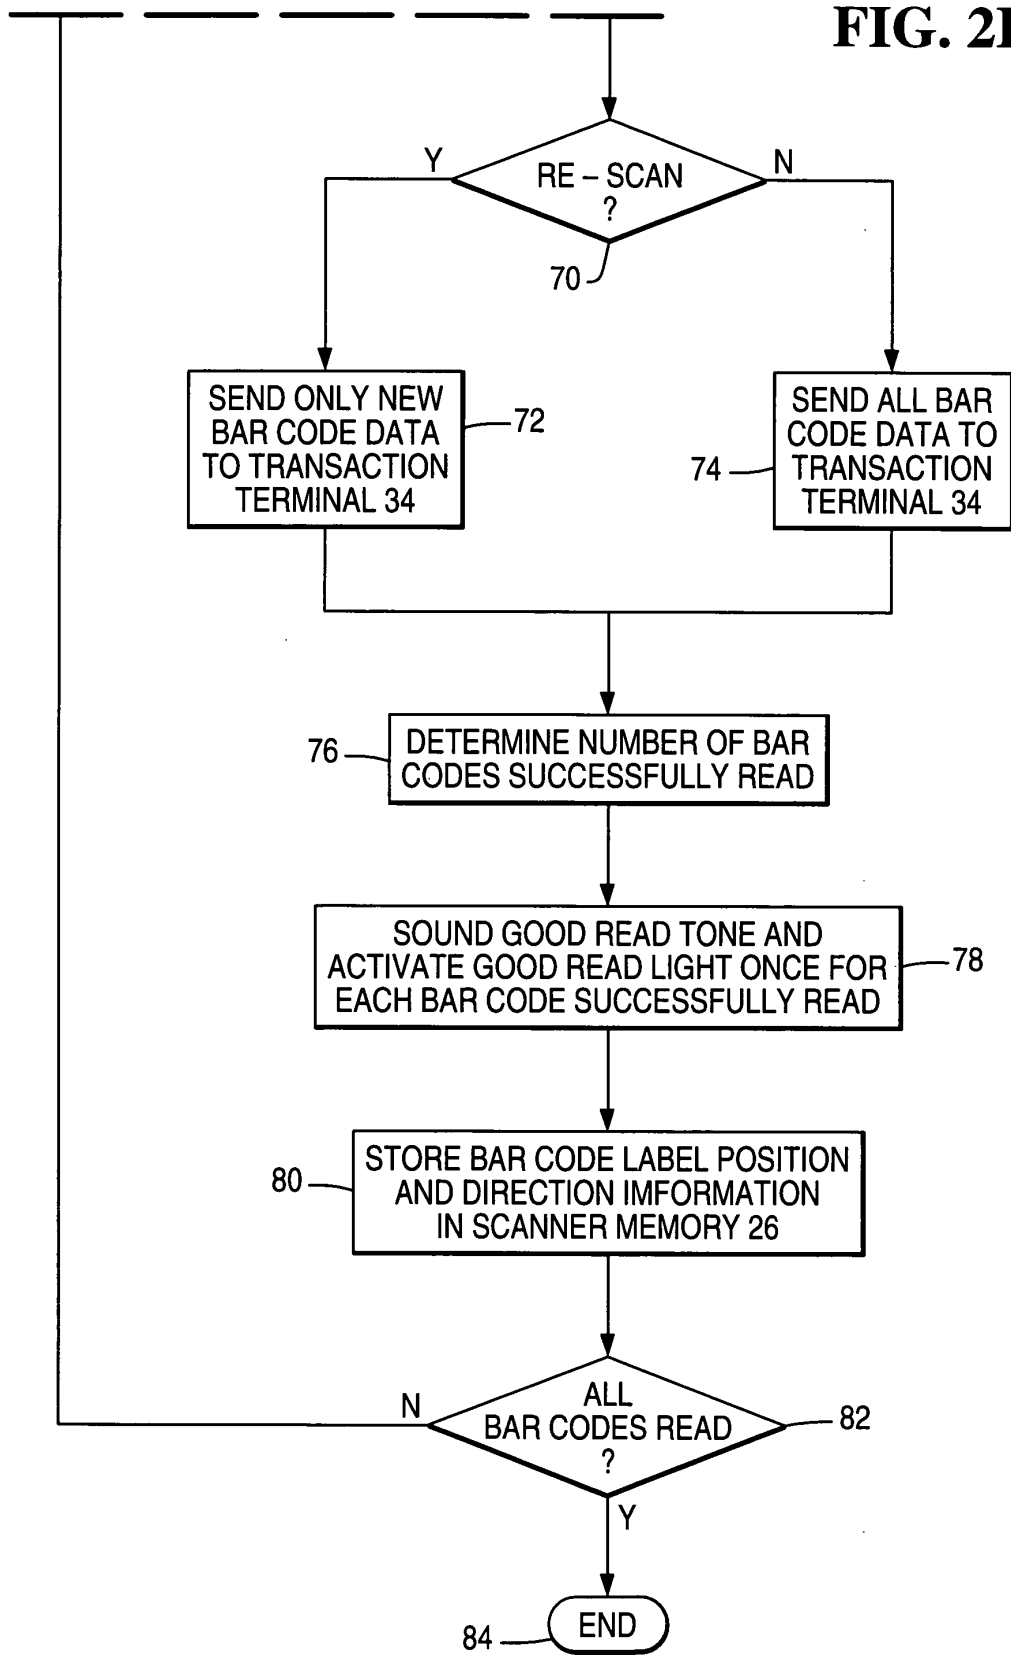 FIG. 2
Y
N
RE – SCAN
?
70
SEND ONLY NEW
BAR CODE DATA
TO TRANSACTION
TERMINAL 34
72
SEND ALL BAR
CODE DATA TO
TRANSACTION
TERMINAL 34
74
DETERMINE NUMBER OF BAR
CODES SUCCESSFULLY READ
76
SOUND GOOD READ TONE AND
ACTIVATE GOOD READ LIGHT ONCE FOR
EACH BAR CODE SUCCESSFULLY READ
78
STORE BAR CODE LABEL POSITION
AND DIRECTION IMFORMATION
IN SCANNER MEMORY 26
80
N
ALL
BAR CODES READ
?
82
Y
END
84